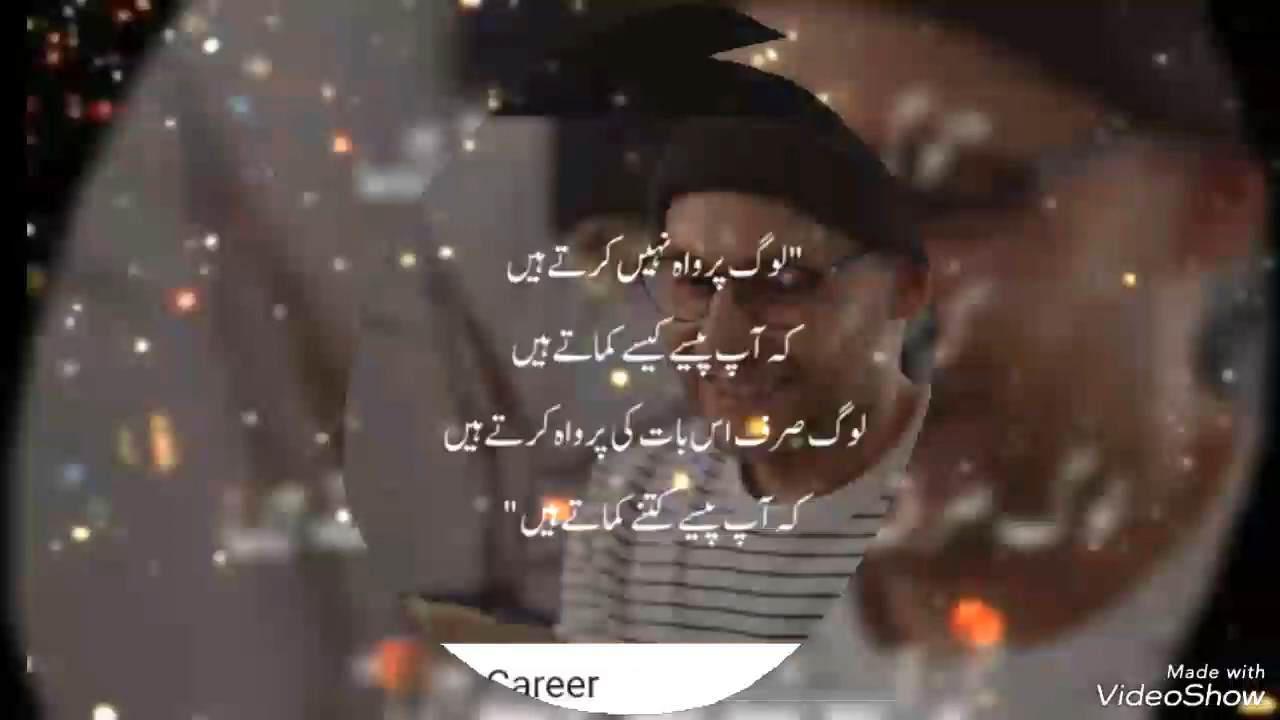 "لوگ پرواہ نہیں کرتے ہیں
کہ آپ پیسے کیسے کماتے ہیں
لوگ صرف اس بات کی پرواہ کرتے ہیں
کہ آپ پیسے کتنے کماتے ہیں"
Career
Made with
VideoShow